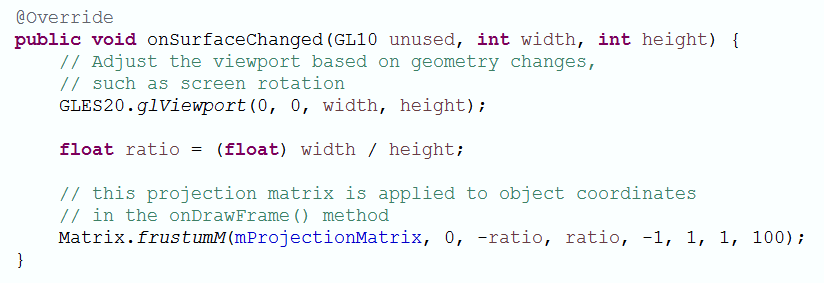 @Override
public void onSurfaceChanged(GL10 unused, int width, int height) {
    // Adjust the viewport based on geometry changes,
    // such as screen rotation
    GLES20.glViewport(0, 0, width, height);

    float ratio = (float) width / height;

    // this projection matrix is applied to object coordinates
    // in the onDrawFrame() method
    Matrix.frustumM(mProjectionMatrix, 0, -ratio, ratio, -1, 1, 1, 100);
}